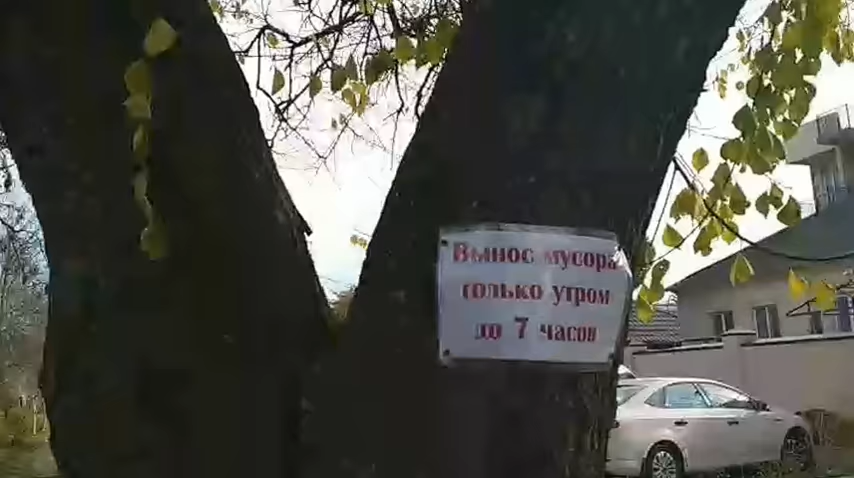 Вынос мусора
только утром
до 7 часов